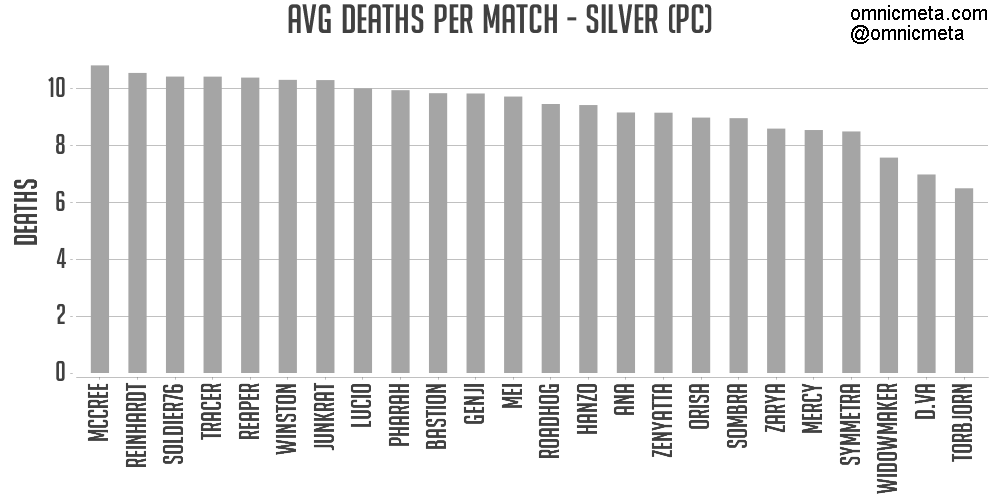 AVG DEATHS PER MATCH - SILVER (PC)
omnicmeta.com
@omnicmeta
DEATHS
10
8
6
4
2
0
MCREE
REINHARDT
SOLDIER76
TRACER
REAPER
WINSTON
JUNKRAT
LUCIO
PHARAH
BASTION
GENJI
MEI
ROADHOG
HANZO
ANA
ZENYATTA
ORISA
SOMBRA
ZARYA
MERCY
SYMMETRA
WIDOWMAKER
D.VA
TORBJORN